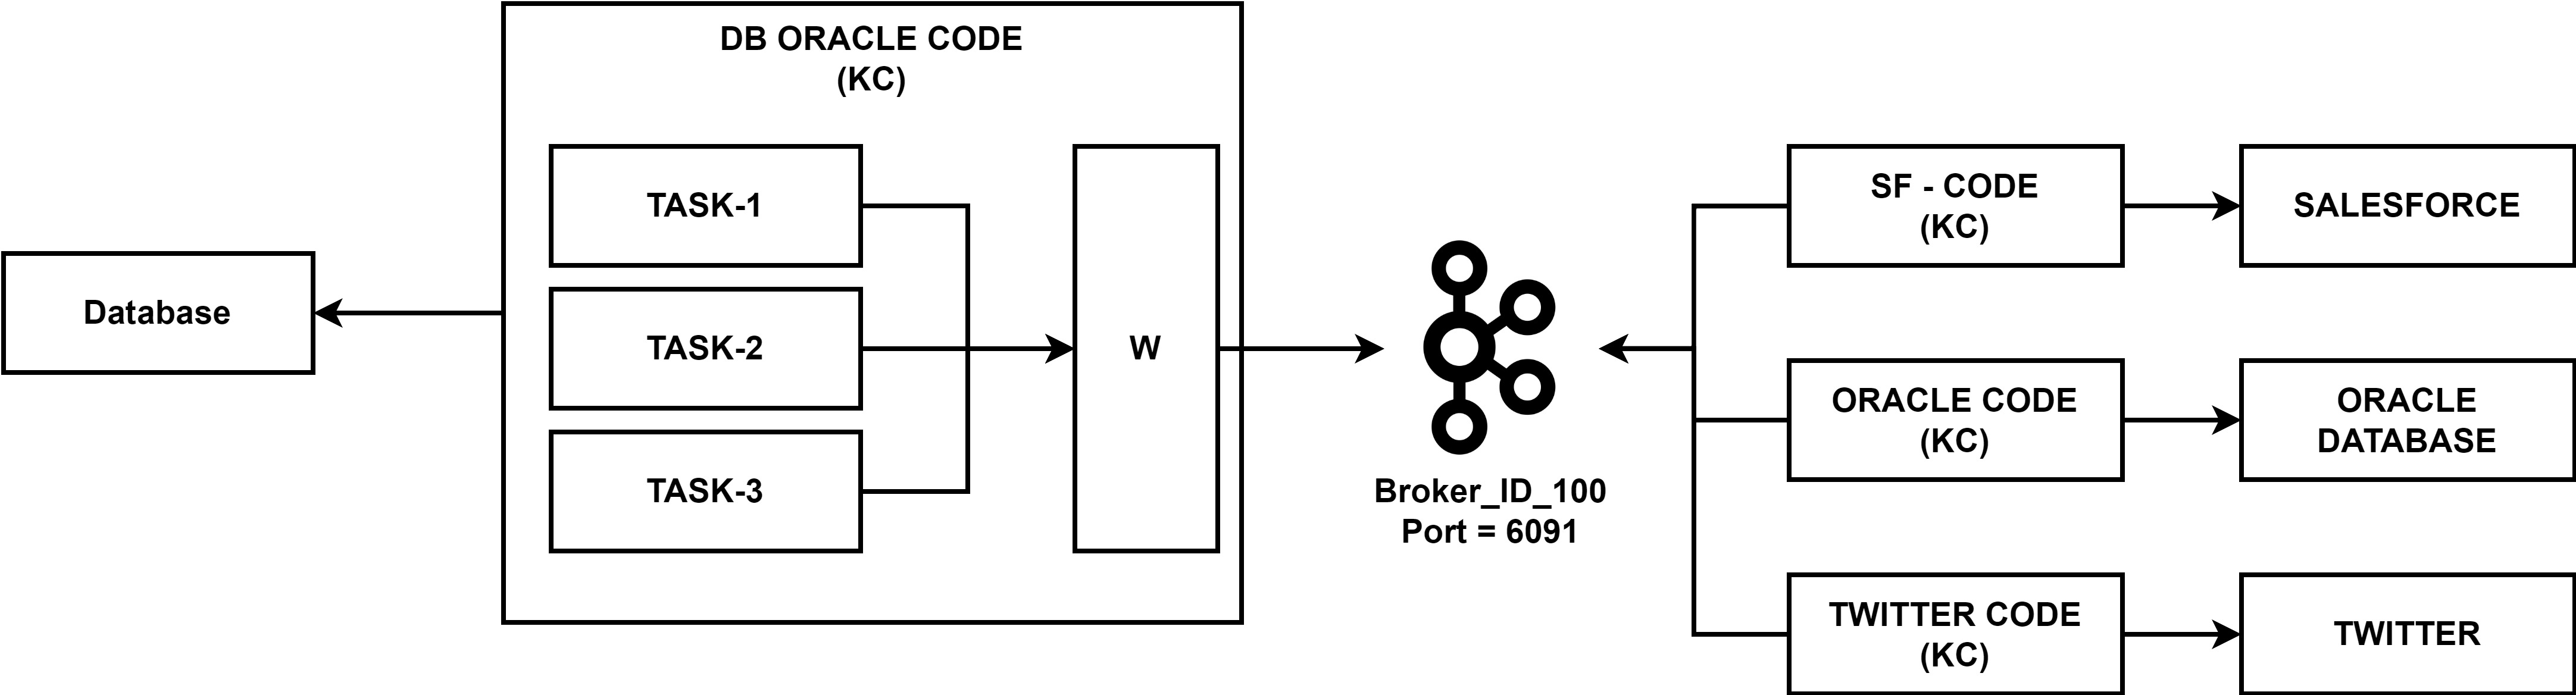 Database
DB ORACLE CODE
(KC)
TASK-1
TASK-2
TASK-3
W
Broker_ID_100
Port = 6091
SF - CODE
(KC)
SALESFORCE
ORACLE CODE
(KC)
ORACLE
DATABASE
TWITTER CODE
(KC)
TWITTER